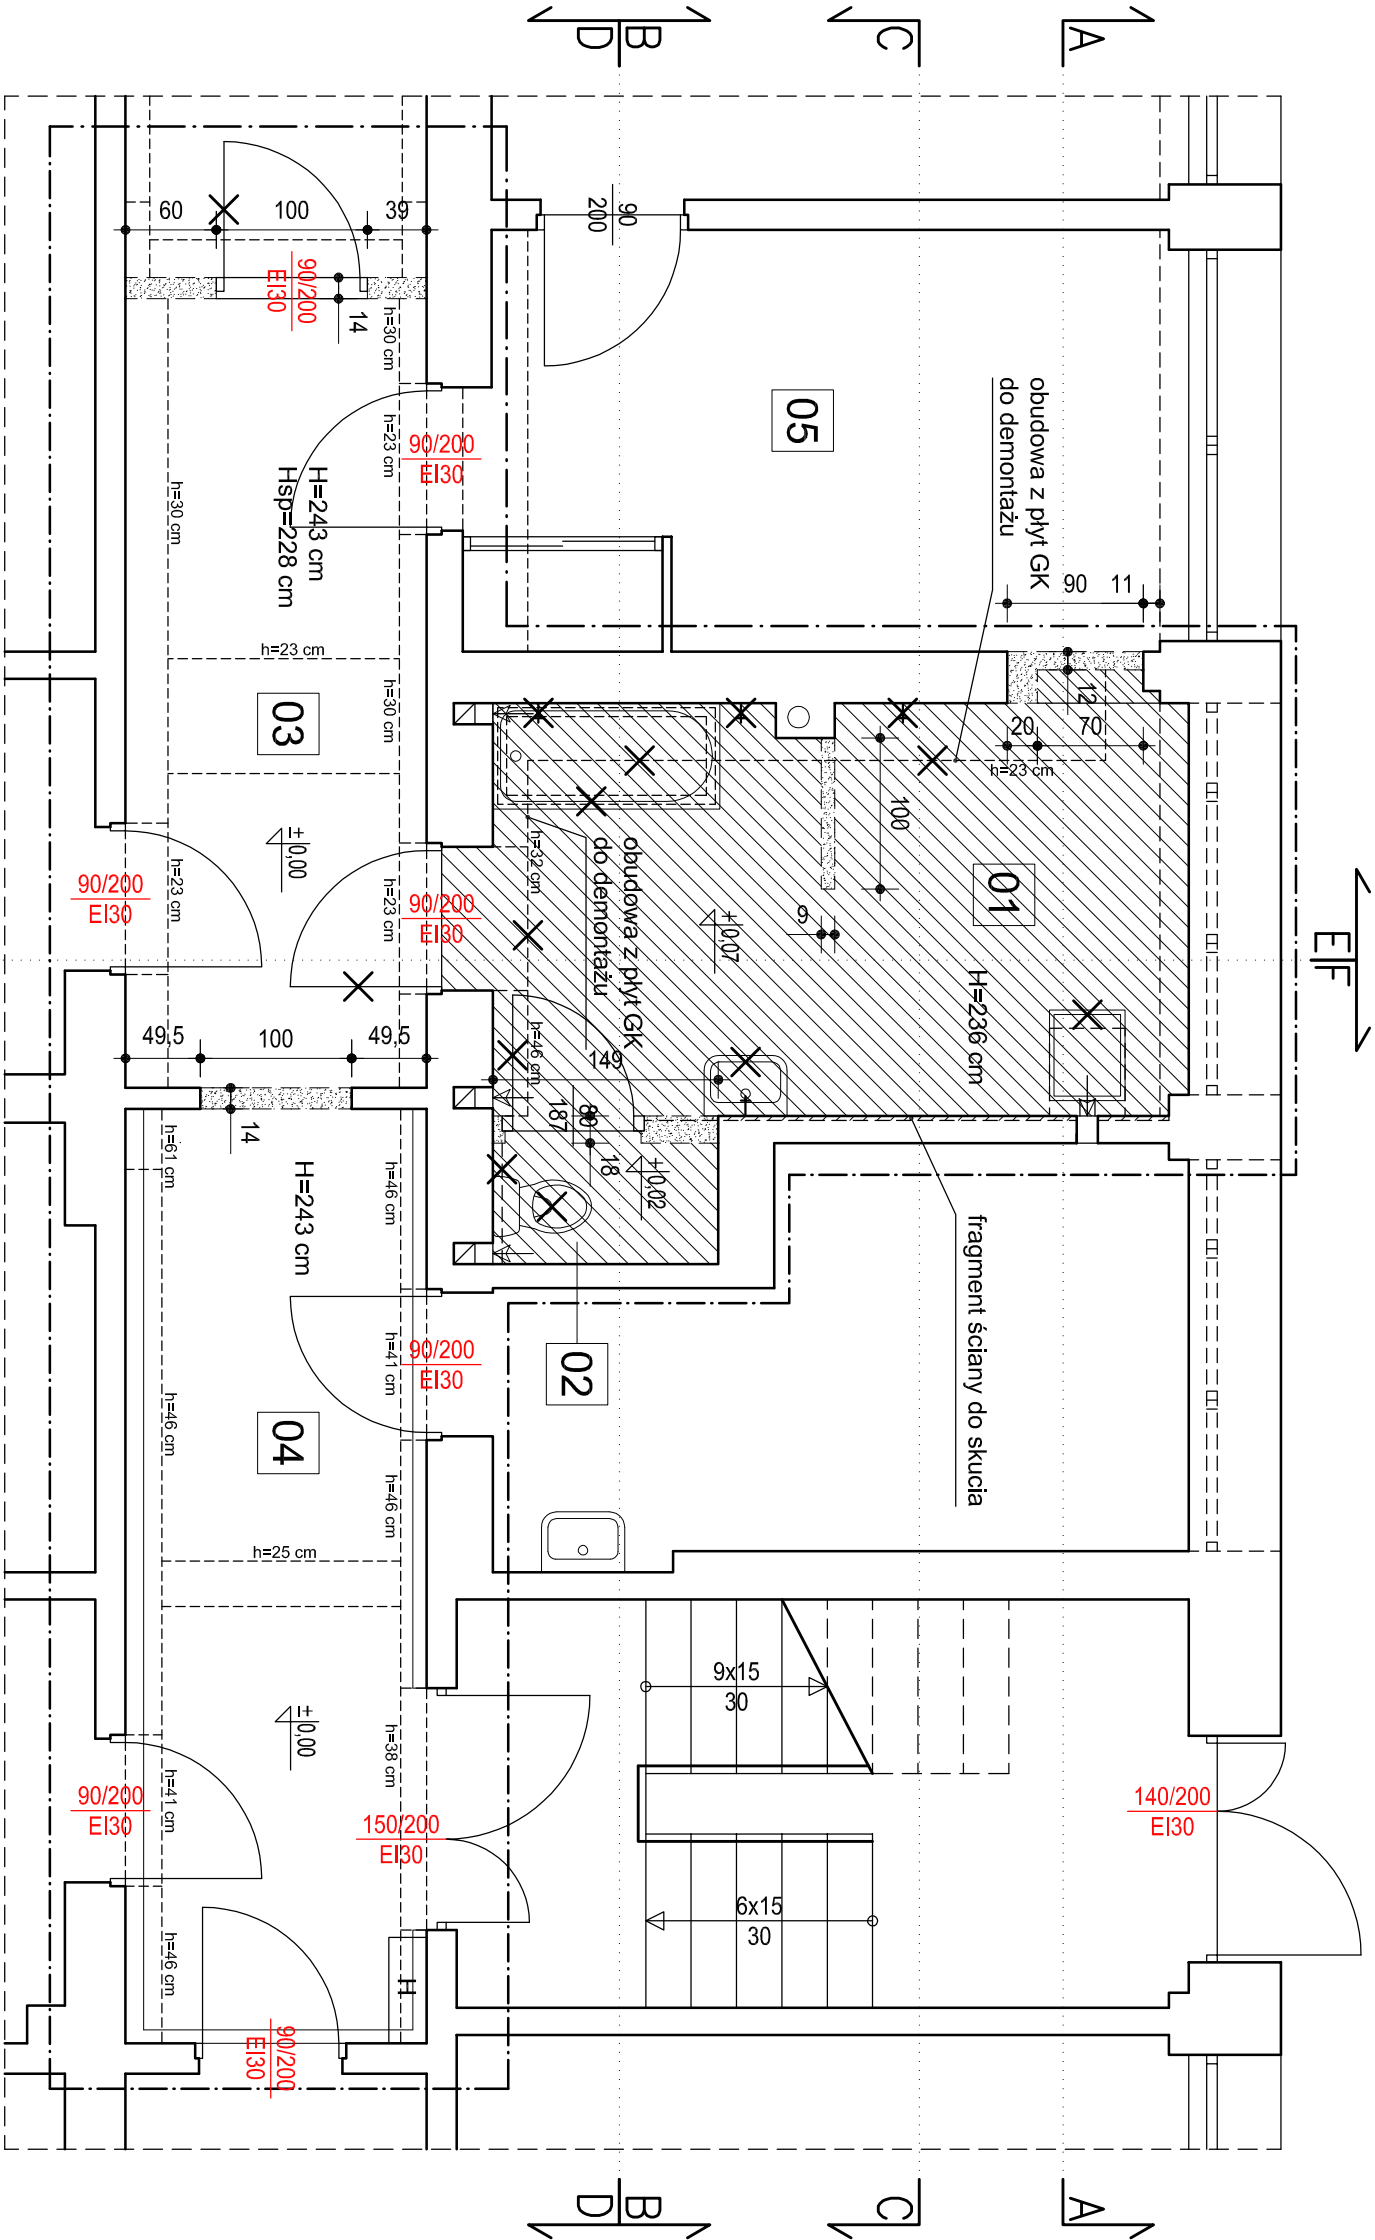 B
D
C
A
60
100
39
90
200
90/200
EI30
14
h=30 cm
05
obudowa z płyt GK
do demontażu
h=23 cm
90/200
EI30
H=243 cm
Hsp=228 cm
h=30 cm
90
11
h=23 cm
h=30 cm
03
12
20
70
h=23 cm
100
01
±0,00
h=32 cm
obudowa z płyt GK
do demontażu
90/200
EI30
h=23 cm
h=23 cm
90/200
EI30
9
+0,07
E
F
H=236 cm
49,5
100
49,5
h=46 cm
149
14
80
187
18
+0,02
h=61 cm
H=243 cm
h=46 cm
fragment ściany do skucia
02
h=41 cm
90/200
EI30
h=46 cm
04
h=46 cm
h=25 cm
9x15
30
±0,00
h=38 cm
90/200
EI30
h=41 cm
150/200
EI30
140/200
EI30
6x15
30
h=46 cm
H
90/200
EI30
B
D
C
A